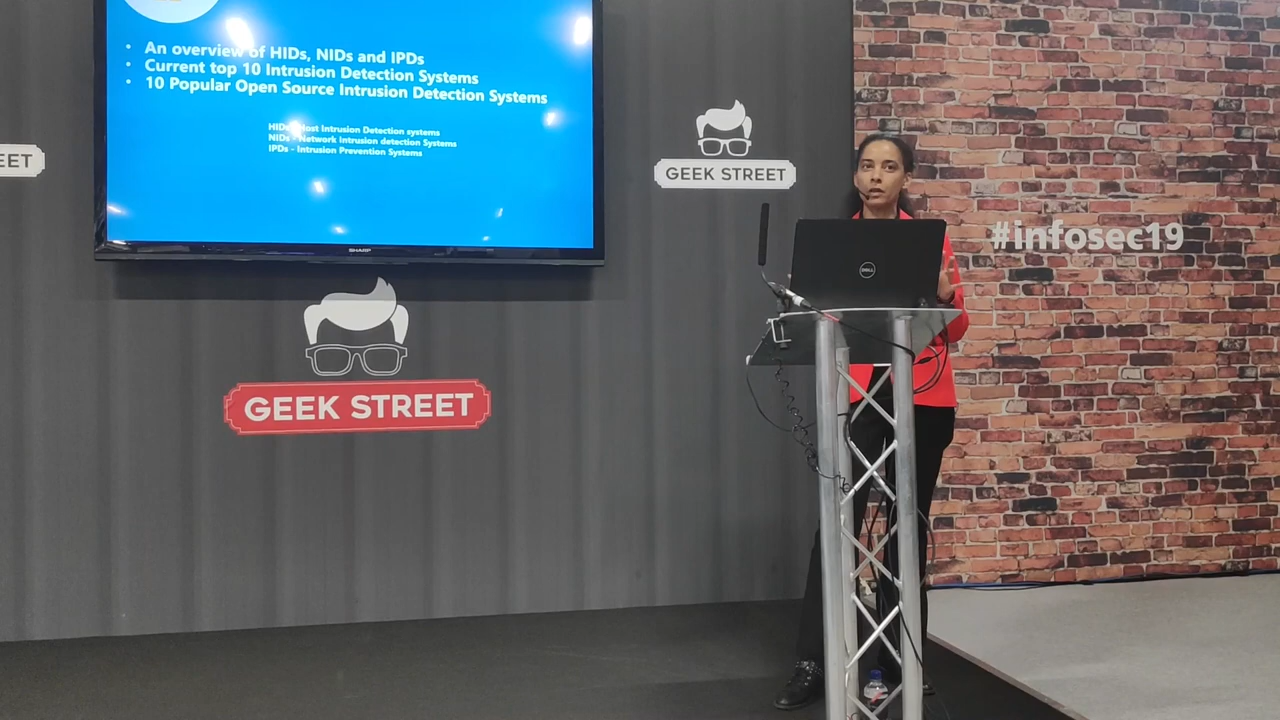 • An overview of HIDs, NIDs and IPDs
• Current top 10 Intrusion Detection Systems
• 10 Popular Open Source Intrusion Detection Systems
HIDs - Host Intrusion Detection systems
NIDs - Network Intrusion detection Systems
IPDs - Intrusion Prevention Systems
SHARP
EET
GEEK STREET
GEEK STREET
DELL
#infosec19